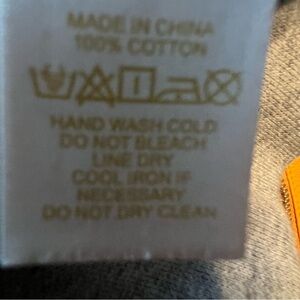 MADE IN CHINA
100% COTTON
HAND WASH COLD
DO NOT BLEACH
LINE DRY
COOL IRON IF
NECESSARY
DO NOT DRY CLEAN